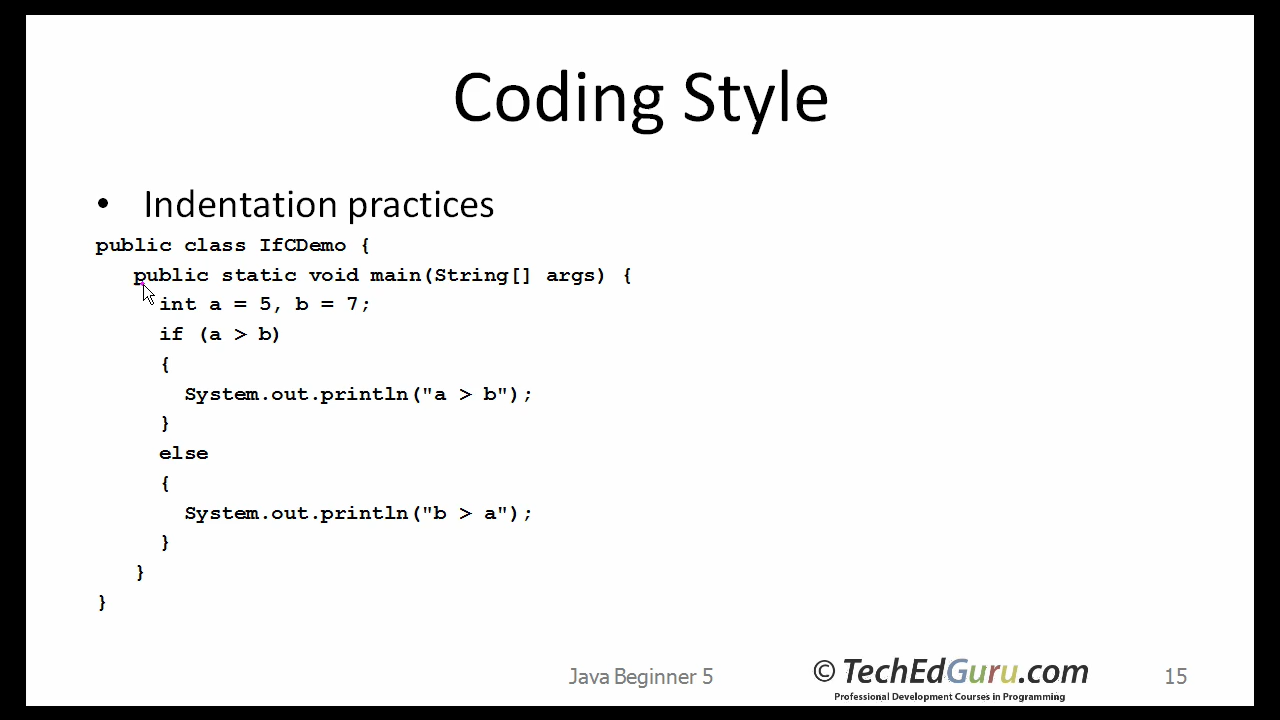 Coding Style
• Indentation practices
public class IfCDemo {
   public static void main(String[] args) {
     int a = 5, b = 7;
     if (a > b)
     {
       System.out.println("a > b");
     }
     else
     {
       System.out.println("b > a");
     }
   }
}
Java Beginner 5
© TechEdGuru.com
Professional Development Courses in Programming
15